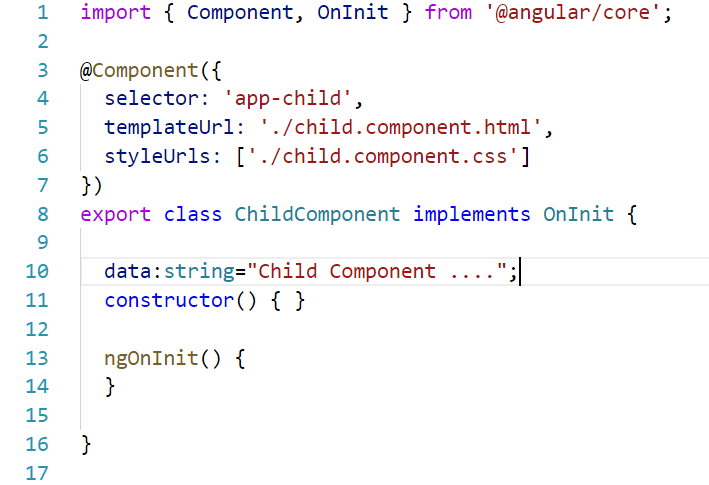 1 import { Component, OnInit } from '@angular/core';
2
3 @Component({
4   selector: 'app-child',
5   templateUrl: './child.component.html',
6   styleUrls: ['./child.component.css']
7 })
8 export class ChildComponent implements OnInit {
9
10   data:string="Child Component ....";
11   constructor() { }
12
13   ngOnInit() {
14   }
15
16 }
17